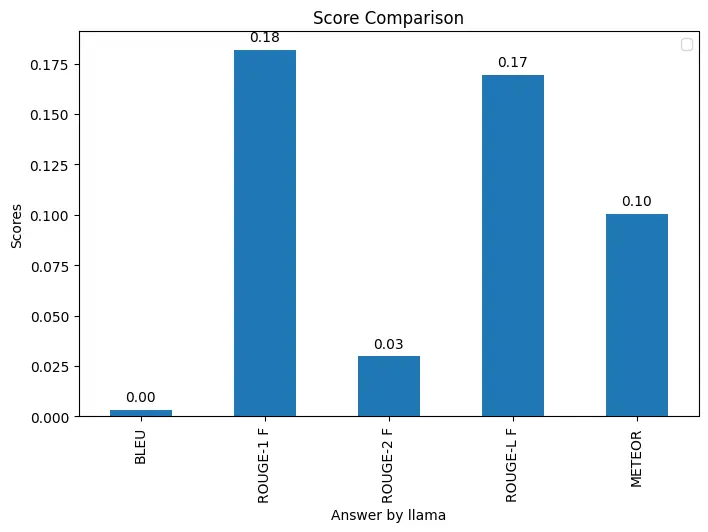 Score Comparison
Scores
0.175
0.150
0.125
0.100
0.075
0.050
0.025
0.000
0.00
0.18
0.03
0.17
0.10
BLEU
ROUGE-1 F
ROUGE-2 F
ROUGE-L F
METEOR
Answer by llama